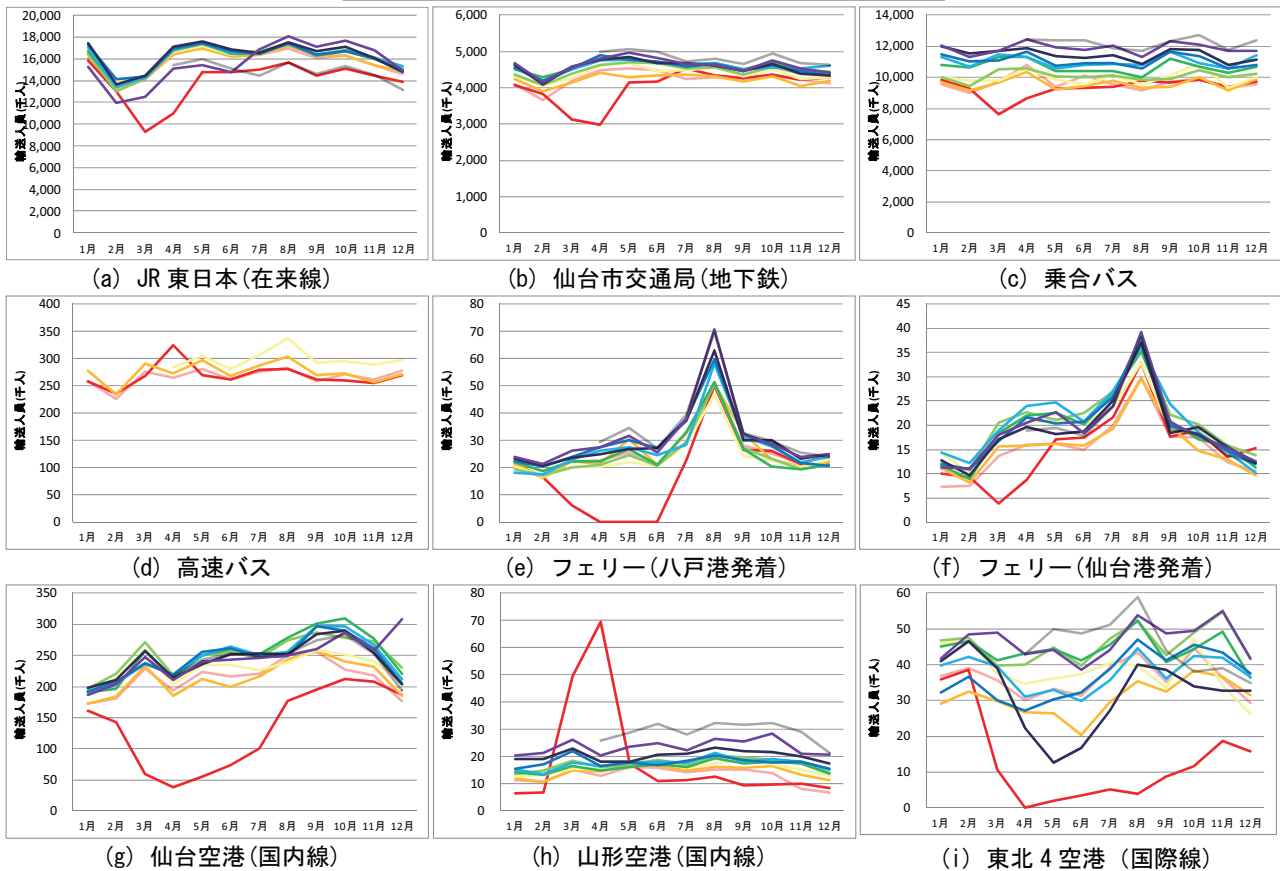 輸送人員(千人)
18,000
16,000
14,000
12,000
10,000
8,000
6,000
4,000
2,000
0
1月 2月 3月 4月 5月 6月 7月 8月 9月 10月 11月 12月
(a) JR 東日本(在来線)
輸送人員(千人)
6,000
5,000
4,000
3,000
2,000
1,000
0
1月 2月 3月 4月 5月 6月 7月 8月 9月 10月 11月 12月
(b) 仙台市交通局(地下鉄)
輸送人員(千人)
14,000
12,000
10,000
8,000
6,000
4,000
2,000
0
1月 2月 3月 4月 5月 6月 7月 8月 9月 10月 11月 12月
(c) 乗合バス
輸送人員(千人)
400
350
300
250
200
150
100
50
0
1月 2月 3月 4月 5月 6月 7月 8月 9月 10月 11月 12月
(d) 高速バス
輸送人員(千人)
80
70
60
50
40
30
20
10
0
1月 2月 3月 4月 5月 6月 7月 8月 9月 10月 11月 12月
(e) フェリー(八戸港発着)
輸送人員(千人)
45
40
35
30
25
20
15
10
5
0
1月 2月 3月 4月 5月 6月 7月 8月 9月 10月 11月 12月
(f) フェリー(仙台港発着)
輸送人員(千人)
350
300
250
200
150
100
50
0
1月 2月 3月 4月 5月 6月 7月 8月 9月 10月 11月 12月
(g) 仙台空港(国内線)
輸送人員(千人)
80
70
60
50
40
30
20
10
0
1月 2月 3月 4月 5月 6月 7月 8月 9月 10月 11月 12月
(h) 山形空港(国内線)
輸送人員(千人)
60
50
40
30
20
10
0
1月 2月 3月 4月 5月 6月 7月 8月 9月 10月 11月 12月
(i) 東北 4 空港 (国際線)